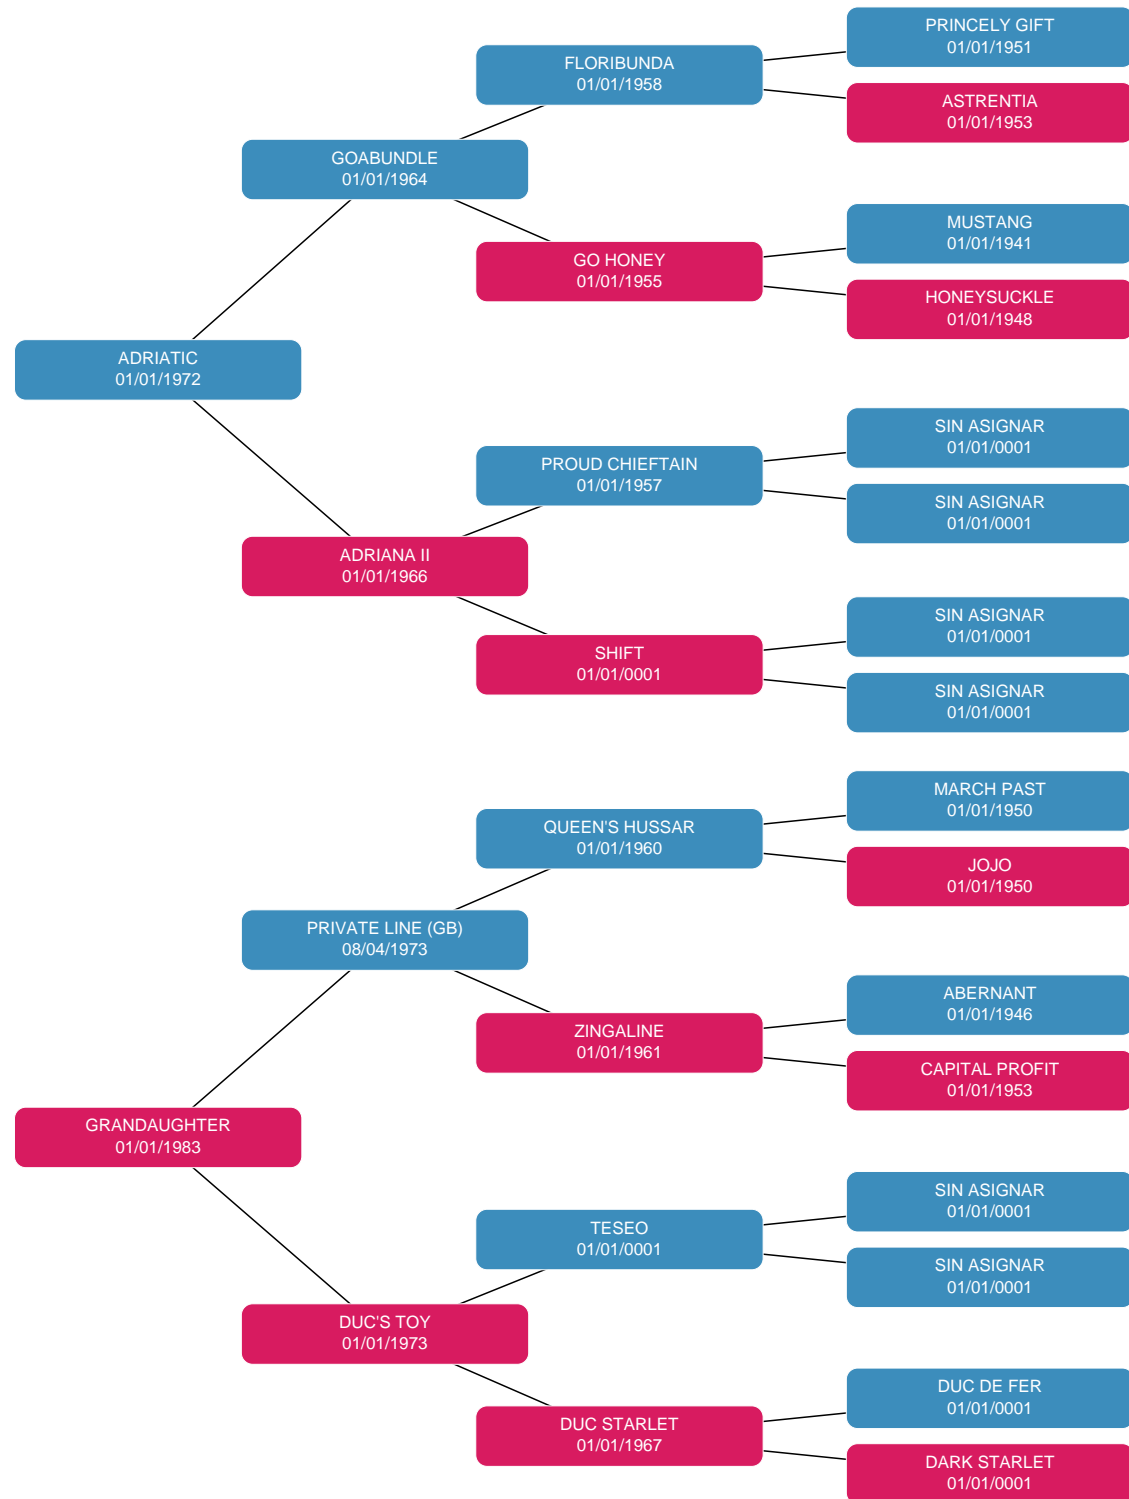 PRINCELY GIFT
01/01/1951
FLORIBUNDA
01/01/1958
ASTRENTIA
01/01/1953
GOABUNDLE
01/01/1964
MUSTANG
01/01/1941
GO HONEY
01/01/1955
HONEYSUCKLE
01/01/1948
ADRIATIC
01/01/1972
SIN ASIGNAR
01/01/0001
PROUD CHIEFTAIN
01/01/1957
SIN ASIGNAR
01/01/0001
ADRIANA II
01/01/1966
SIN ASIGNAR
01/01/0001
SHIFT
01/01/0001
SIN ASIGNAR
01/01/0001
MARCH PAST
01/01/1950
QUEEN'S HUSSAR
01/01/1960
JOJO
01/01/1950
PRIVATE LINE (GB)
08/04/1973
ABERNANT
01/01/1946
ZINGALINE
01/01/1961
CAPITAL PROFIT
01/01/1953
GRANDAUGHTER
01/01/1983
SIN ASIGNAR
01/01/0001
TESEO
01/01/0001
SIN ASIGNAR
01/01/0001
DUC'S TOY
01/01/1973
DUC DE FER
01/01/0001
DUC STARLET
01/01/1967
DARK STARLET
01/01/0001